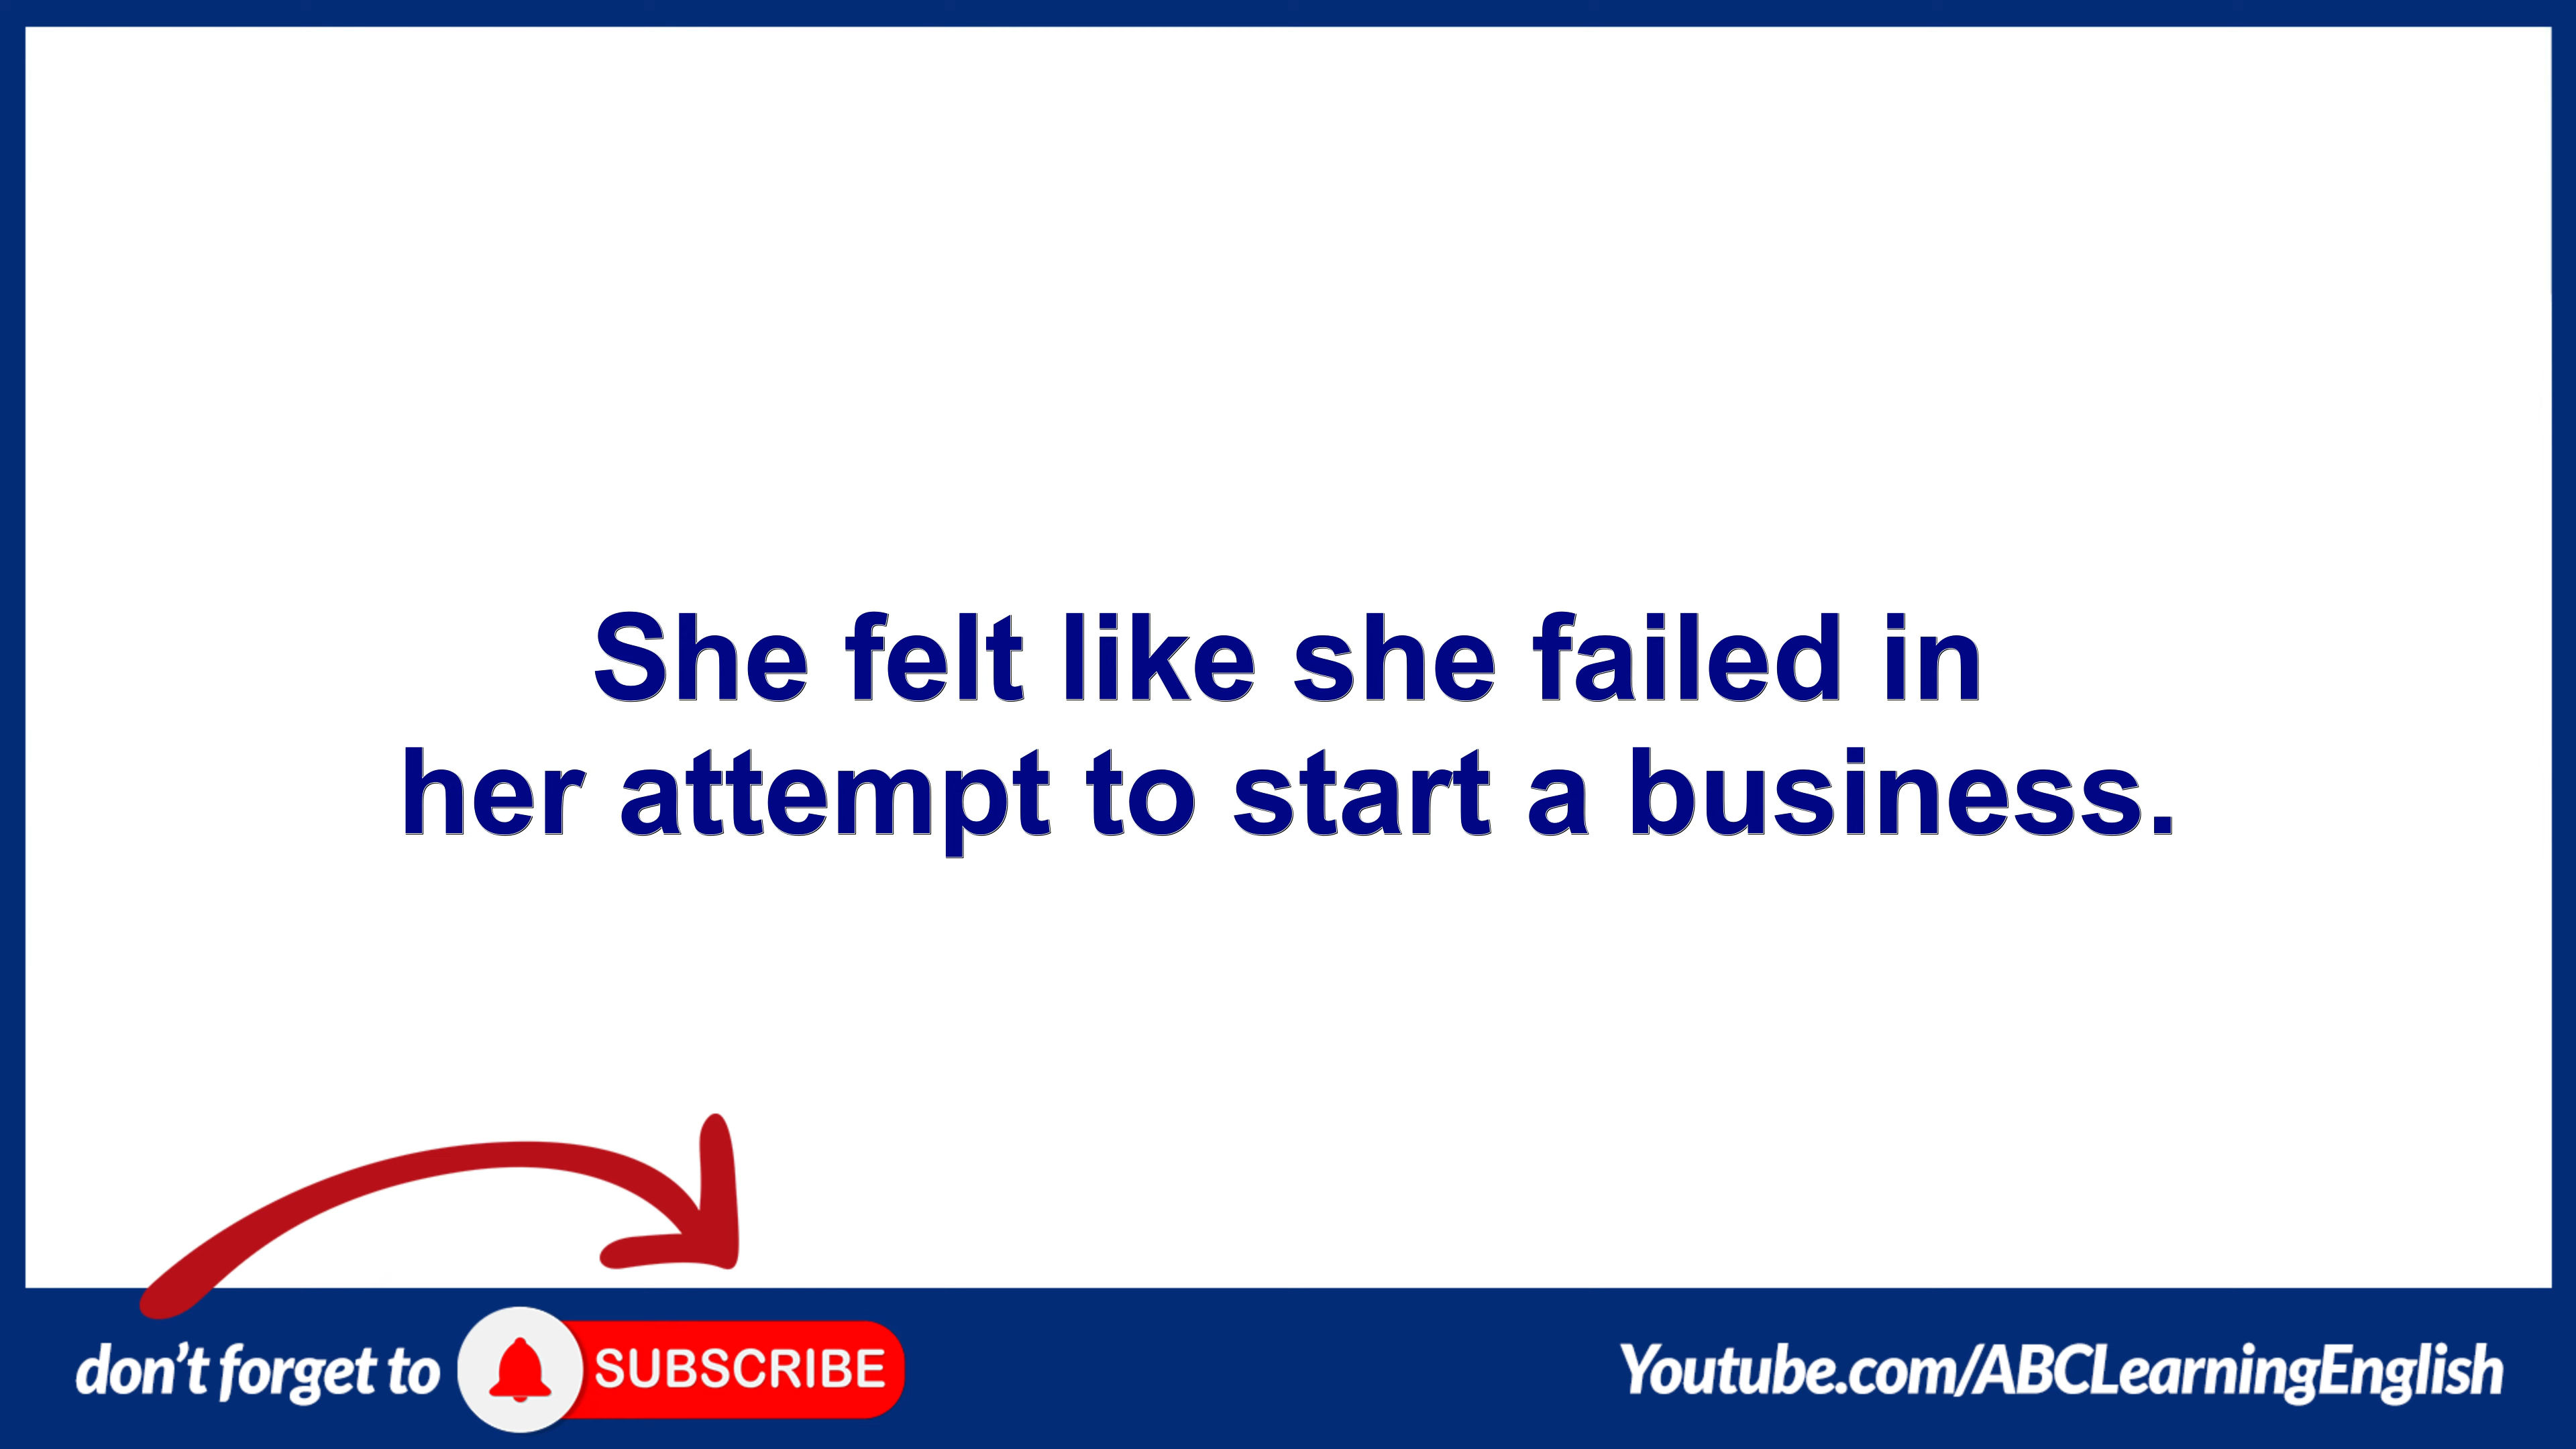 She felt like she failed in
her attempt to start a business.
don't forget to SUBSCRIBE
Youtube.com/ABCLearningEnglish